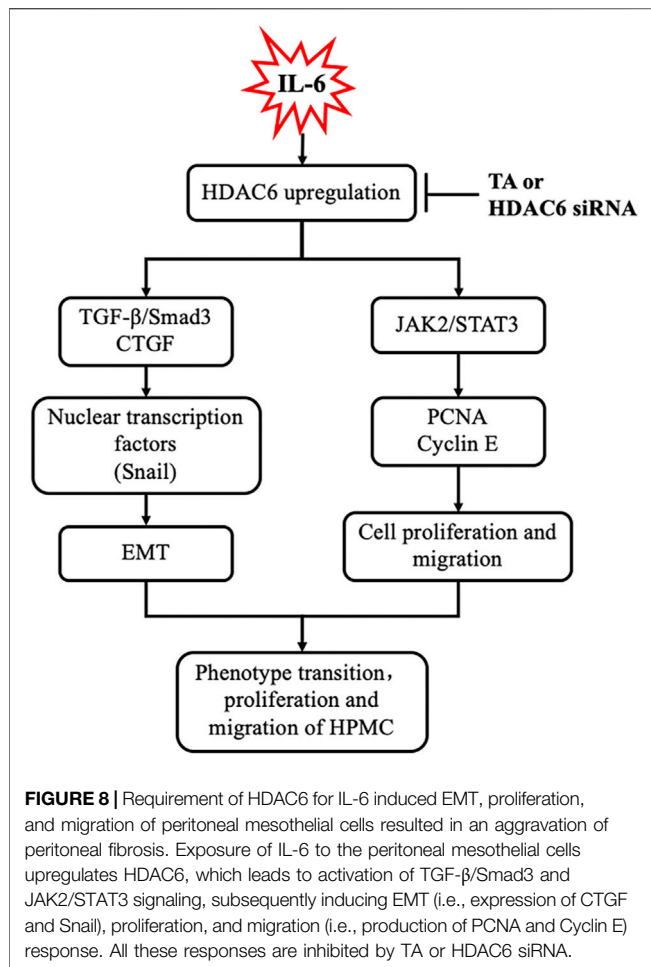 IL-6
HDAC6 upregulation
TA or
HDAC6 siRNA
TGF-β/Smad3
CTGF
JAK2/STAT3
Nuclear transcription
factors
(Snail)
PCNA
Cyclin E
EMT
Cell proliferation and
migration
Phenotype transition，
proliferation and
migration of HPMC
FIGURE 8 | Requirement of HDAC6 for IL-6 induced EMT, proliferation,
and migration of peritoneal mesothelial cells resulted in an aggravation of
peritoneal fibrosis. Exposure of IL-6 to the peritoneal mesothelial cells
upregulates HDAC6, which leads to activation of TGF-β/Smad3 and
JAK2/STAT3 signaling, subsequently inducing EMT (i.e., expression of CTGF
and Snail), proliferation, and migration (i.e., production of PCNA and Cyclin E)
response. All these responses are inhibited by TA or HDAC6 siRNA.